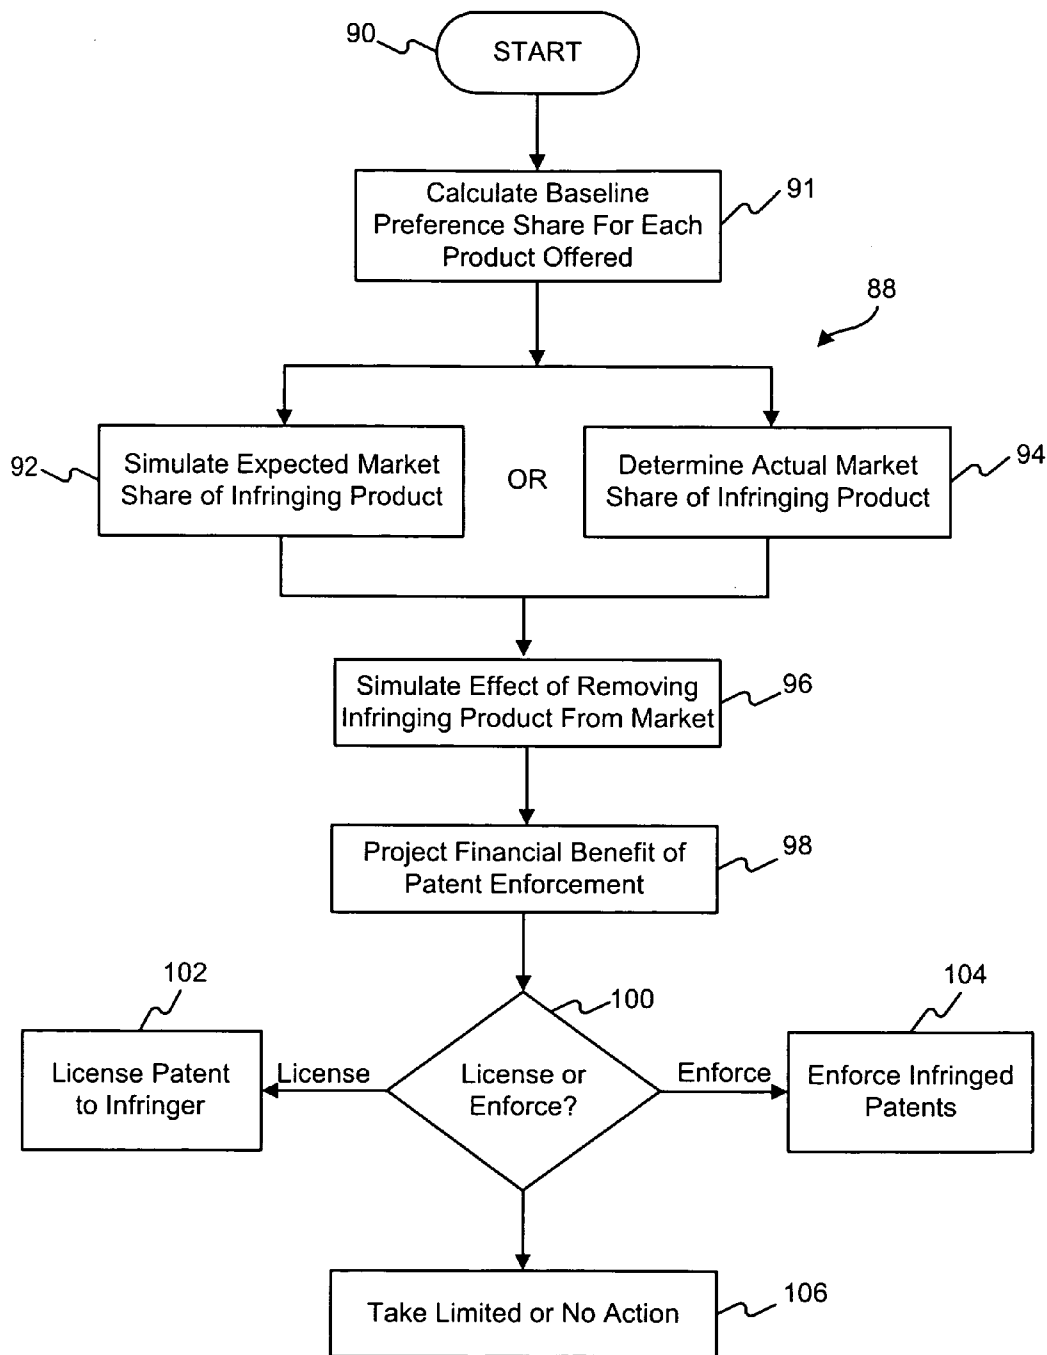 90
START
Calculate Baseline
Preference Share For Each
Product Offered
91
88
92
Simulate Expected Market
Share of Infringing Product
OR
Determine Actual Market
Share of Infringing Product
94
Simulate Effect of Removing
Infringing Product From Market
96
Project Financial Benefit of
Patent Enforcement
98
102
100
104
License Patent
to Infringer
License
License or
Enforce?
Enforce
Enforce Infringed
Patents
Take Limited or No Action
106